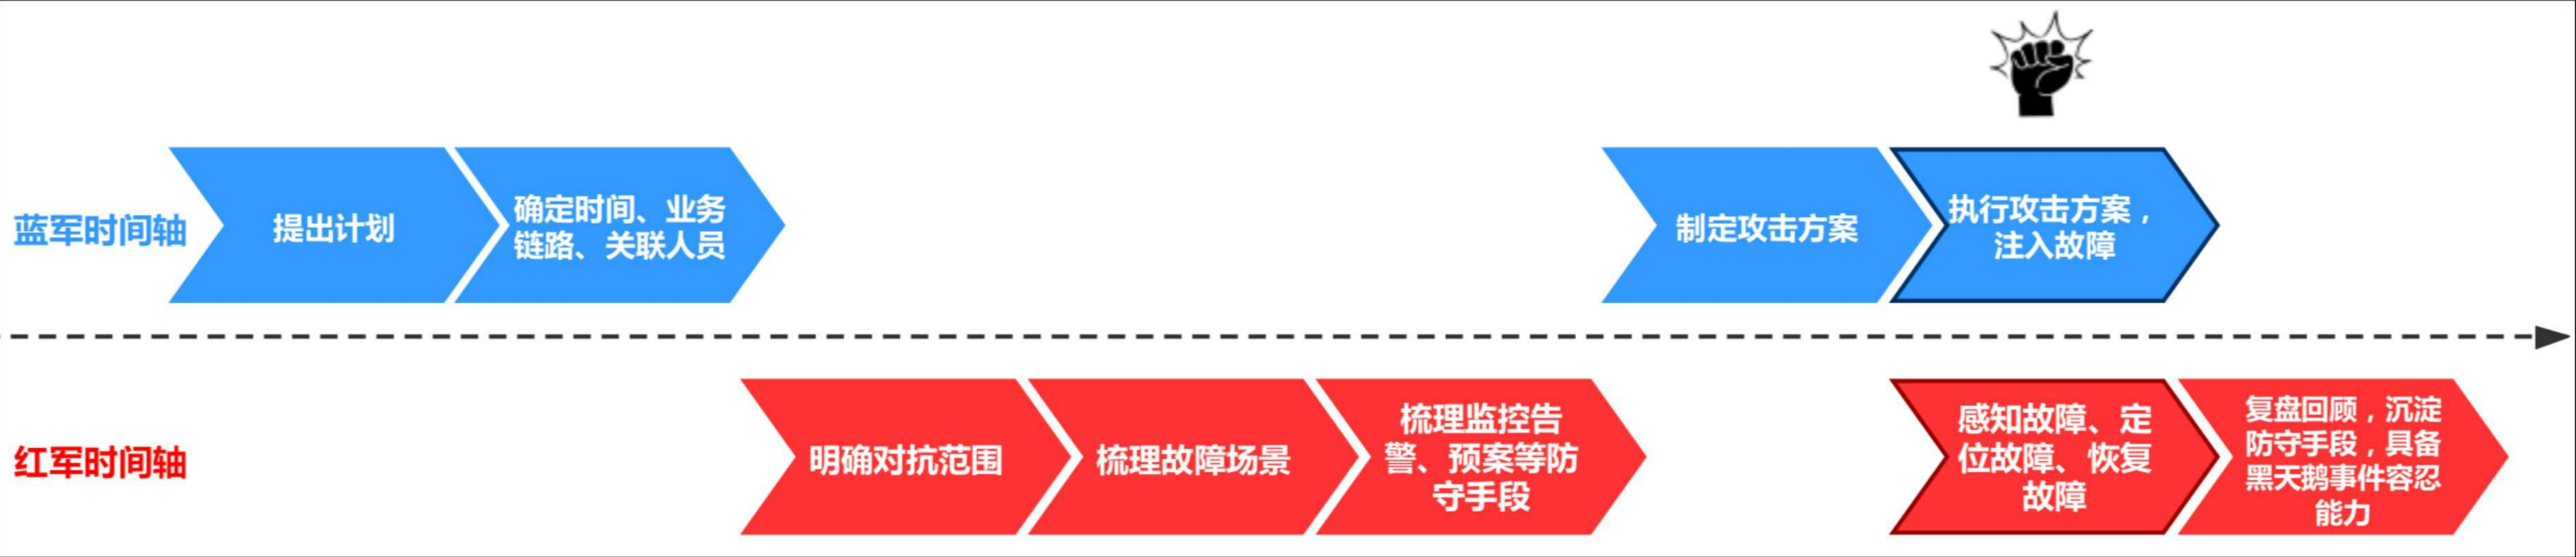 蓝军时间轴
提出计划
确定时间、业务
链路、关联人员
制定攻击方案
执行攻击方案，
注入故障
红军时间轴
明确对抗范围
梳理故障场景
梳理监控告
警、预案等防
守手段
感知故障、定
位故障、恢复
故障
复盘回顾，沉淀
防守手段，具备
黑天鹅事件容忍
能力